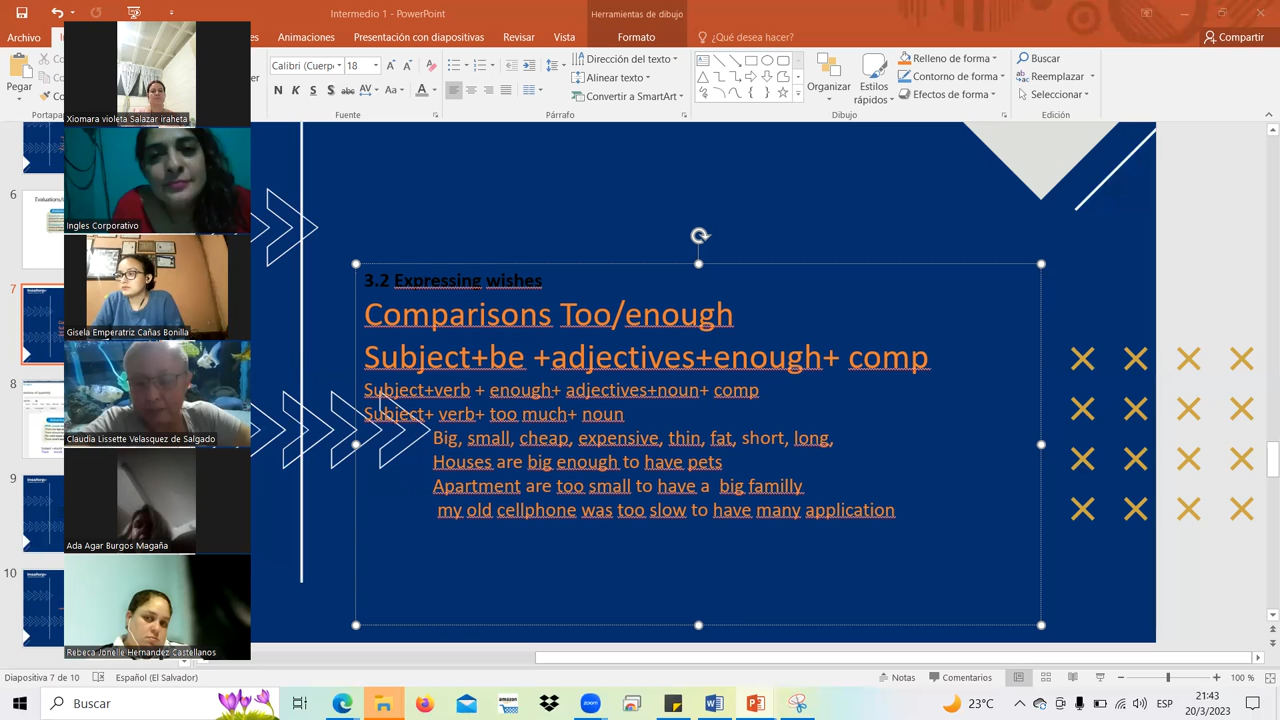 Intermedio 1 - PowerPoint
Herramientas de dibujo
Archivo
Animaciones
Presentación con diapositivas
Revisar
Vista
Formato
¿Qué desea hacer?
Compartir
Pegar
Calibri (Cuerp
18
Dirección del texto
Alinear texto
Convertir a SmartArt
N K S S abc AV Aa A
Organizar
Estilos rápidos
Relleno de forma
Contorno de forma
Efectos de forma
Buscar
Reemplazar
Seleccionar
Fuente
Párrafo
Dibujo
Edición
Xiomara violeta Salazar iraheta
Ingles Corporativo
Gisela Emperatriz Cañas Bonilla
Claudia Lissette Velasquez de Salgado
Ada Agar Burgos Magaña
Rebeca Jonelle Hernandez Castellanos
3.2 Expressing wishes
Comparisons Too/enough
Subject+be +adjectives+enough+ comp
Subject+verb + enough+ adjectives+noun+ comp
Subject+ verb+ too much+ noun
Big, small, cheap, expensive, thin, fat, short, long,
Houses are big enough to have pets
Apartment are too small to have a big familly
my old cellphone was too slow to have many application
Diapositiva 7 de 10
Español (El Salvador)
Notas
Comentarios
100 %
Buscar
amazon
zoom
23°C
ESP
21:43
20/3/2023